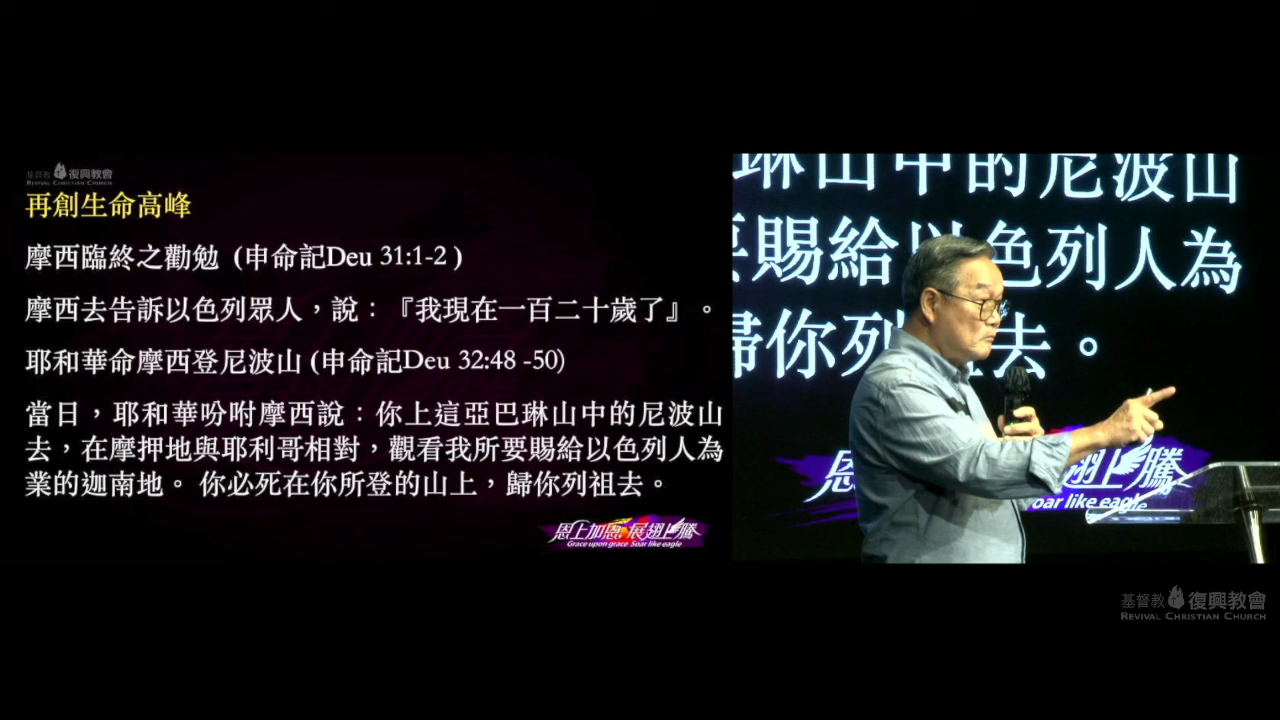 基督教 復興教會
REVIVAL CHRISTIAN CHURCH
再創生命高峰
摩西臨終之勸勉 (申命記Deu 31:1-2 )
摩西去告訴以色列眾人，說：『我現在一百二十歲了』。
耶和華命摩西登尼波山 (申命記Deu 32:48 -50)
當日，耶和華吩咐摩西說：你上這亞巴琳山中的尼波山
去，在摩押地與耶利哥相對，觀看我所要賜給以色列人為
業的迦南地。 你必死在你所登的山上，歸你列祖去。
恩上加恩 展翅上騰
Grace upon grace Soar like eagle
琳山中的尼波山
要賜給以色列人為
歸你列祖去。
恩 翅上騰
oar like eagle
基督教 復興教會
REVIVAL CHRISTIAN CHURCH